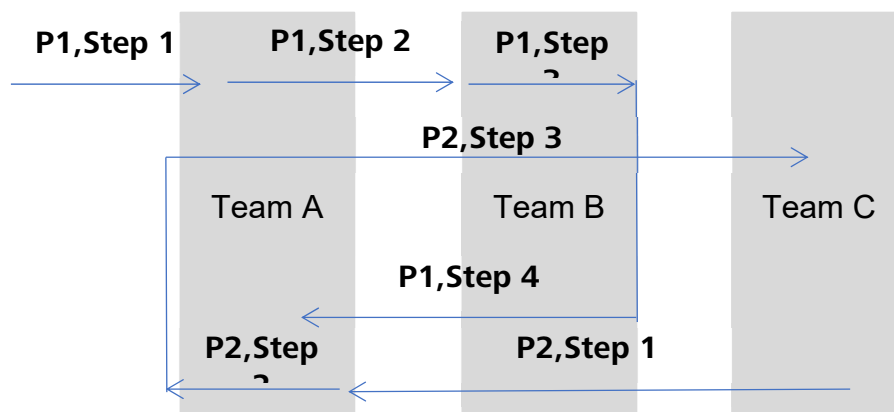 P1,Step 1
P1,Step 2
P1,Step
P2,Step 3
Team A
Team B
Team C
P1,Step 4
P2,Step
P2,Step 1